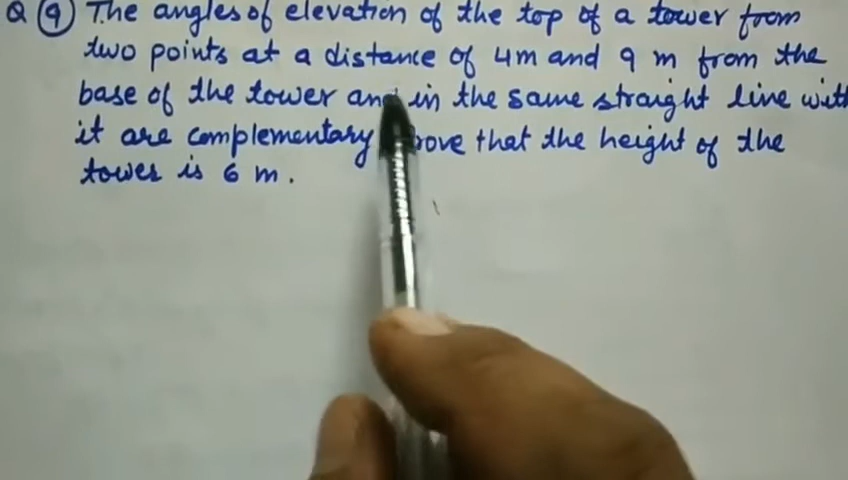 Q 9 The angles of elevation of the top of a tower from
two points at a distance of 4m and 9 m from the
base of the tower and in the same straight line with
it are complementary prove that the height of the
tower is 6 m.